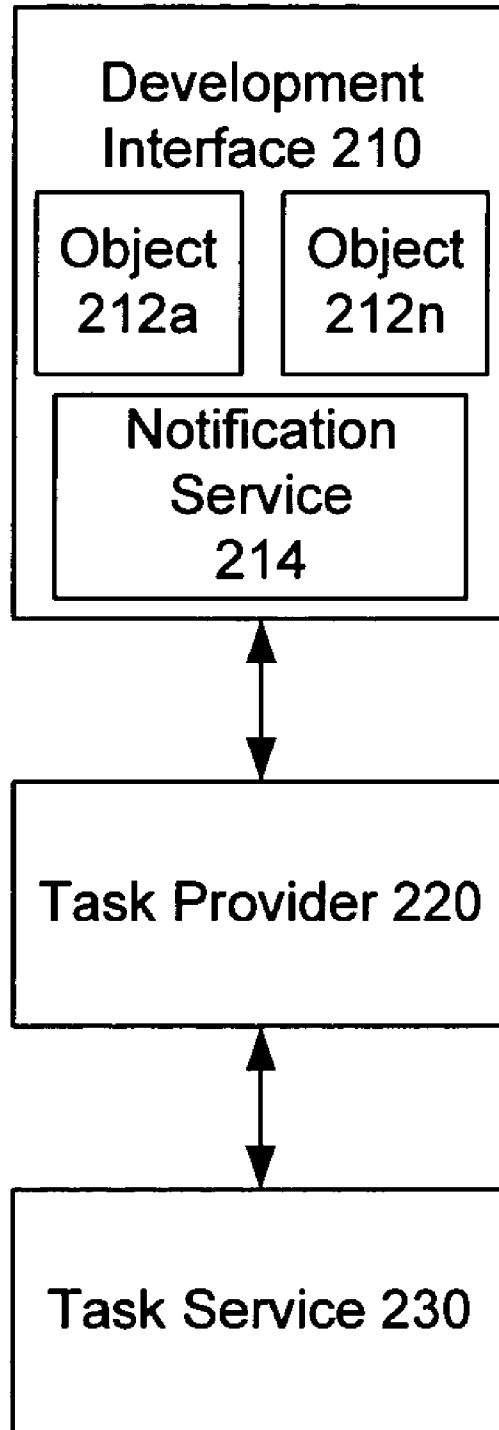 Development
Interface 210
Object
212a
Object
212n
Notification
Service
214
Task Provider 220
Task Service 230